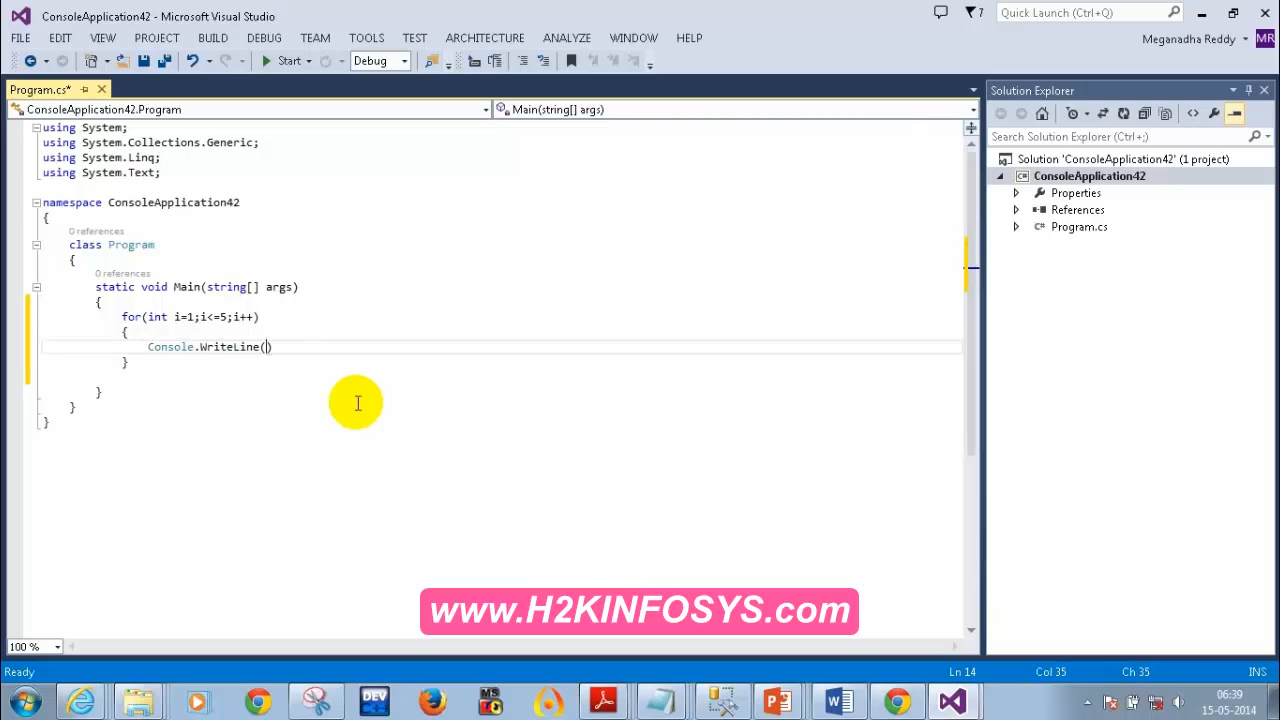 ConsoleApplication42 - Microsoft Visual Studio
7
Quick Launch (Ctrl+Q)
FILE EDIT VIEW PROJECT BUILD DEBUG TEAM TOOLS TEST ARCHITECTURE ANALYZE WINDOW HELP
Meganadha Reddy
MR
Start
Debug
Program.cs*
ConsoleApplication42.Program
Main(string[] args)
using System;
using System.Collections.Generic;
using System.Linq;
using System.Text;
namespace ConsoleApplication42
{
0 references
class Program
{
0 references
static void Main(string[] args)
{
for(int i=1;i<=5;i++)
{
Console.WriteLine()
}
}
}
}
Solution Explorer
Search Solution Explorer (Ctrl+;)
Solution 'ConsoleApplication42' (1 project)
ConsoleApplication42
Properties
References
C# Program.cs
www.H2KINFOSYS.com
100 %
Ready
Ln 14
Col 35
Ch 35
INS
DEV
MS
06:39
15-05-2014